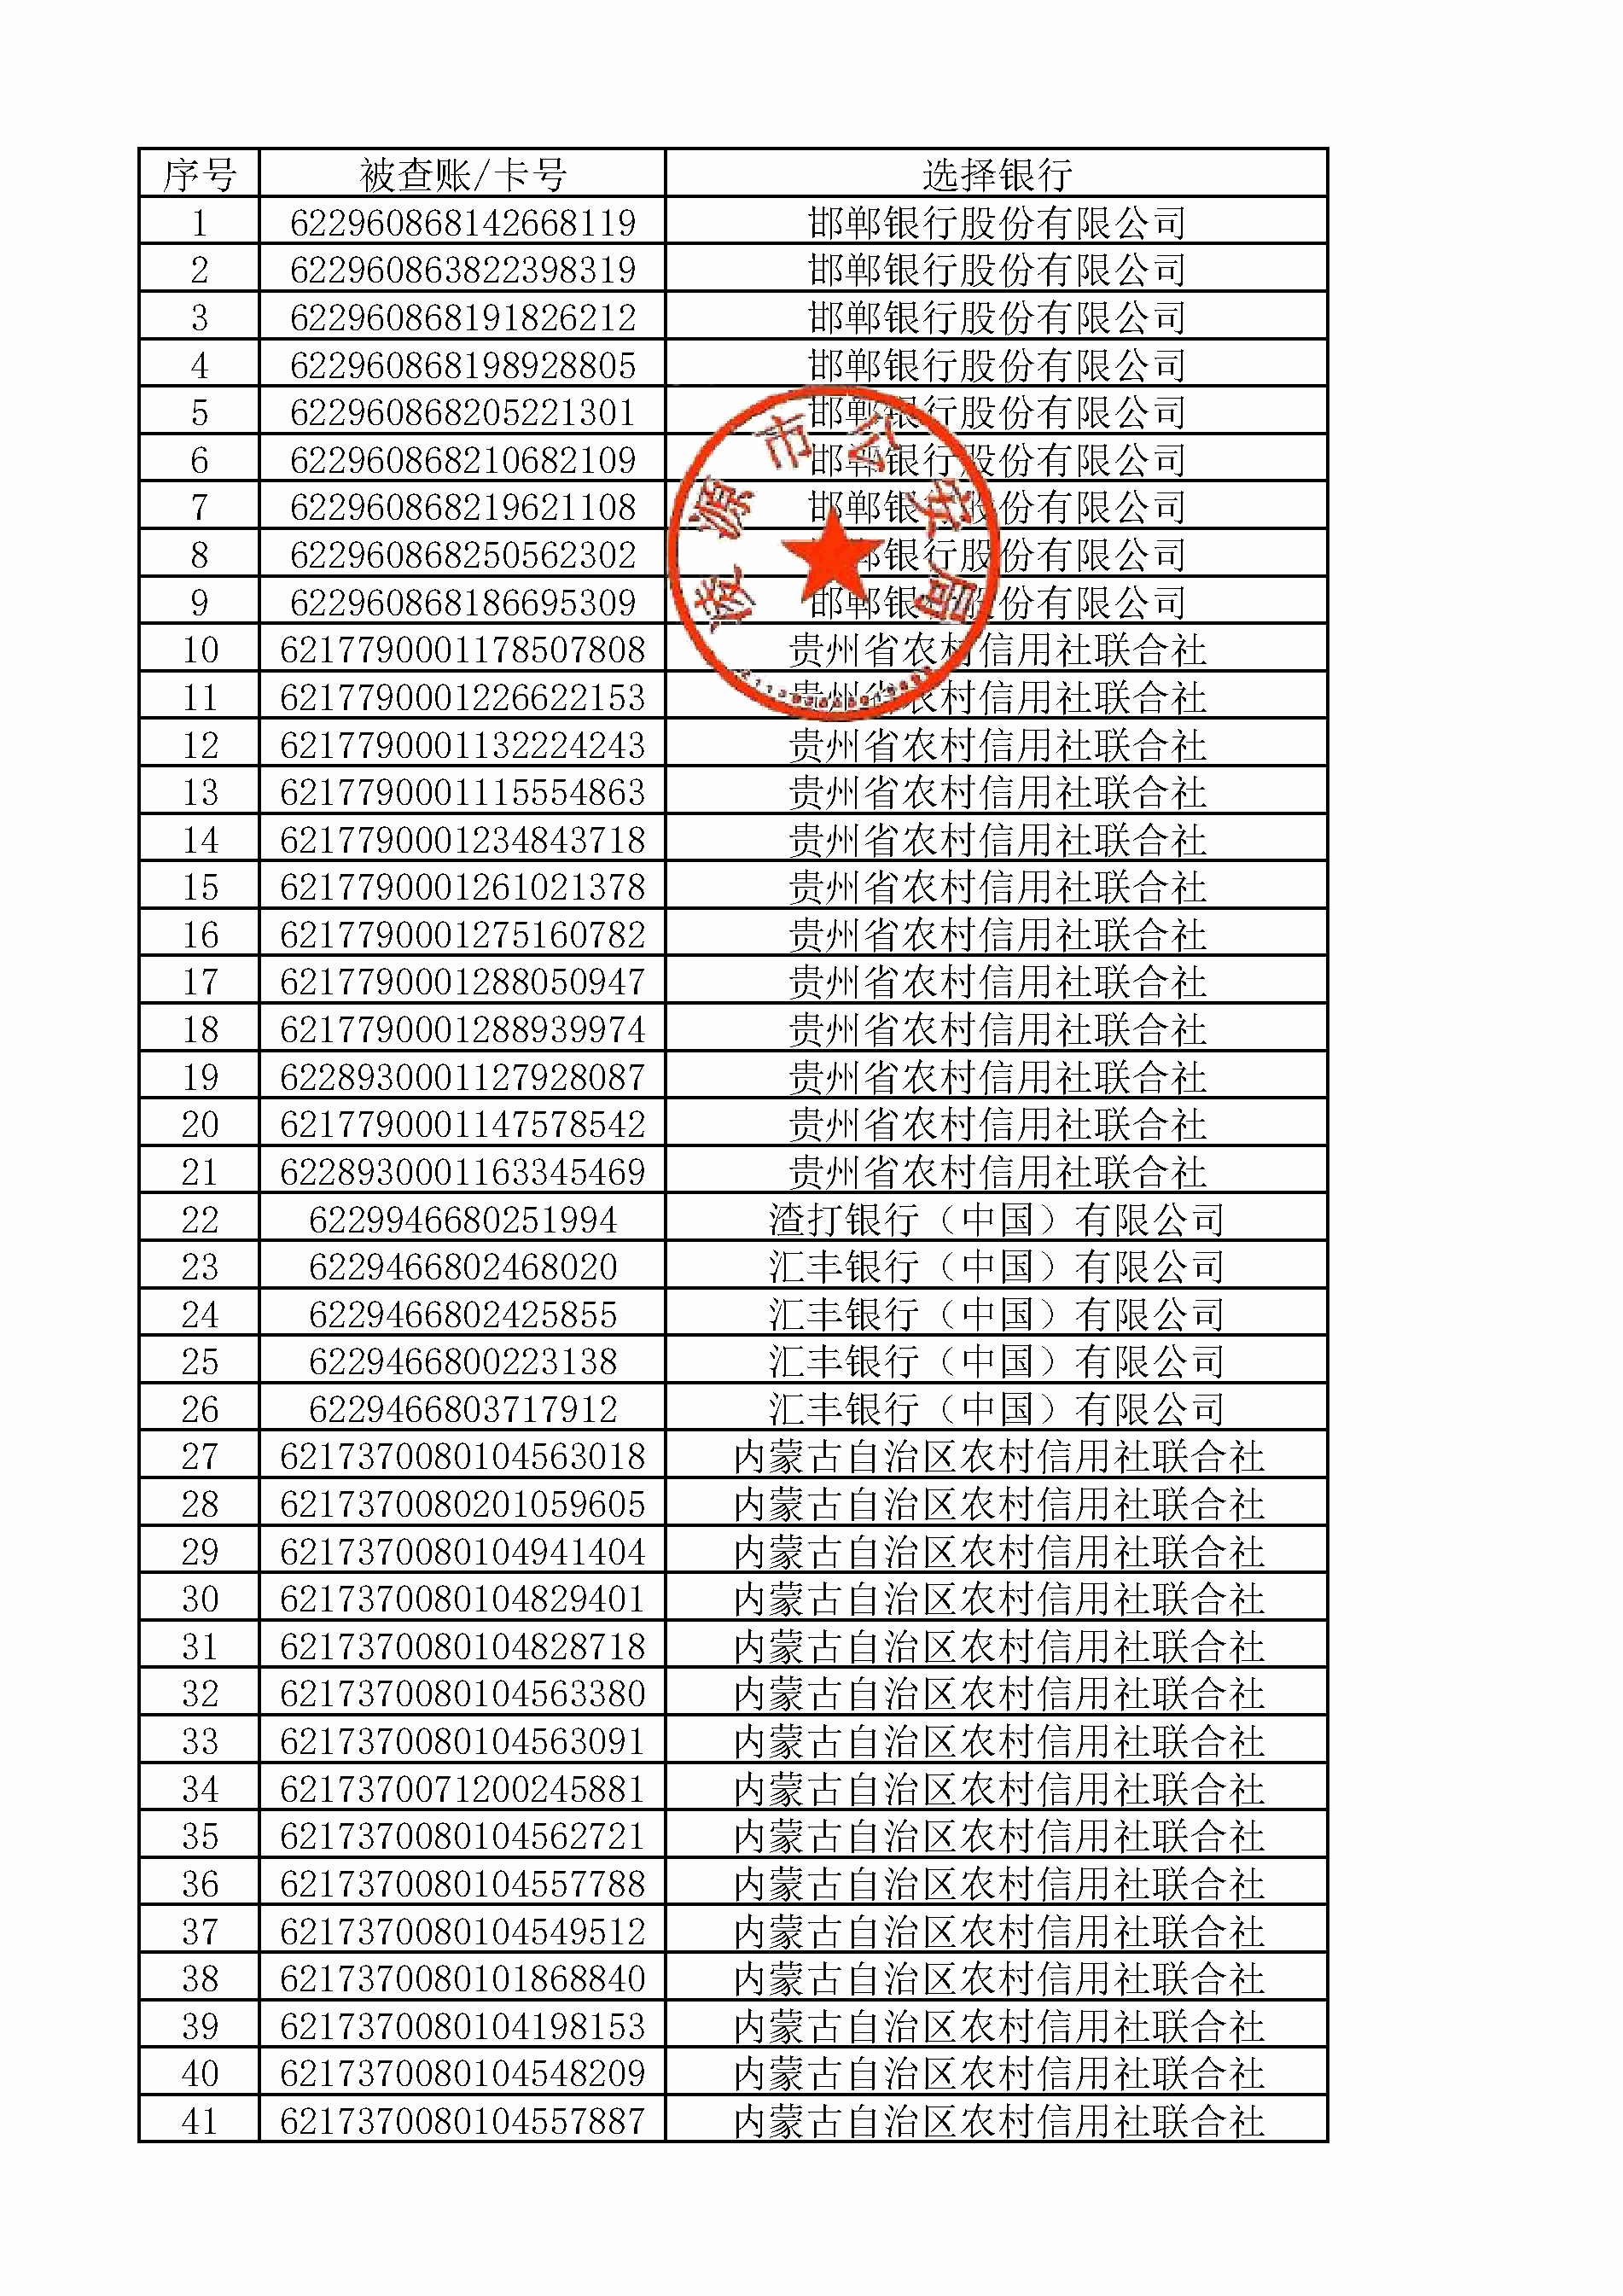 序号 被查账/卡号 选择银行
1 622960868142668119 邯郸银行股份有限公司
2 622960863822398319 邯郸银行股份有限公司
3 622960868191826212 邯郸银行股份有限公司
4 622960868198928805 邯郸银行股份有限公司
5 622960868205221301 邯郸银行股份有限公司
6 622960868210682109 邯郸银行股份有限公司
7 622960868219621108 邯郸银行股份有限公司
8 622960868250562302 邯郸银行股份有限公司
9 622960868186695309 邯郸银行股份有限公司
10 6217790001178507808 贵州省农村信用社联合社
11 6217790001226622153 贵州省农村信用社联合社
12 6217790001132224243 贵州省农村信用社联合社
13 6217790001115554863 贵州省农村信用社联合社
14 6217790001234843718 贵州省农村信用社联合社
15 6217790001261021378 贵州省农村信用社联合社
16 6217790001275160782 贵州省农村信用社联合社
17 6217790001288050947 贵州省农村信用社联合社
18 6217790001288939974 贵州省农村信用社联合社
19 6228930001127928087 贵州省农村信用社联合社
20 6217790001147578542 贵州省农村信用社联合社
21 6228930001163345469 贵州省农村信用社联合社
22 6229946680251994 渣打银行（中国）有限公司
23 6229466802468020 汇丰银行（中国）有限公司
24 6229466802425855 汇丰银行（中国）有限公司
25 6229466800223138 汇丰银行（中国）有限公司
26 6229466803717912 汇丰银行（中国）有限公司
27 6217370080104563018 内蒙古自治区农村信用社联合社
28 6217370080201059605 内蒙古自治区农村信用社联合社
29 6217370080104941404 内蒙古自治区农村信用社联合社
30 6217370080104829401 内蒙古自治区农村信用社联合社
31 6217370080104828718 内蒙古自治区农村信用社联合社
32 6217370080104563380 内蒙古自治区农村信用社联合社
33 6217370080104563091 内蒙古自治区农村信用社联合社
34 6217370071200245881 内蒙古自治区农村信用社联合社
35 6217370080104562721 内蒙古自治区农村信用社联合社
36 6217370080104557788 内蒙古自治区农村信用社联合社
37 6217370080104549512 内蒙古自治区农村信用社联合社
38 6217370080101868840 内蒙古自治区农村信用社联合社
39 6217370080104198153 内蒙古自治区农村信用社联合社
40 6217370080104548209 内蒙古自治区农村信用社联合社
41 6217370080104557887 内蒙古自治区农村信用社联合社
凌源市公安局